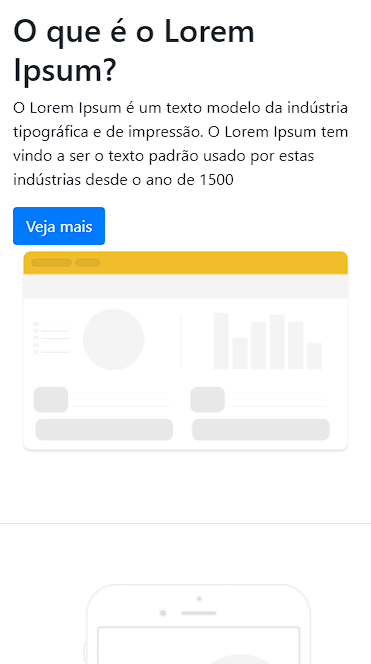 O que é o Lorem
Ipsum?
O Lorem Ipsum é um texto modelo da indústria
tipográfica e de impressão. O Lorem Ipsum tem
vindo a ser o texto padrão usado por estas
indústrias desde o ano de 1500
Veja mais